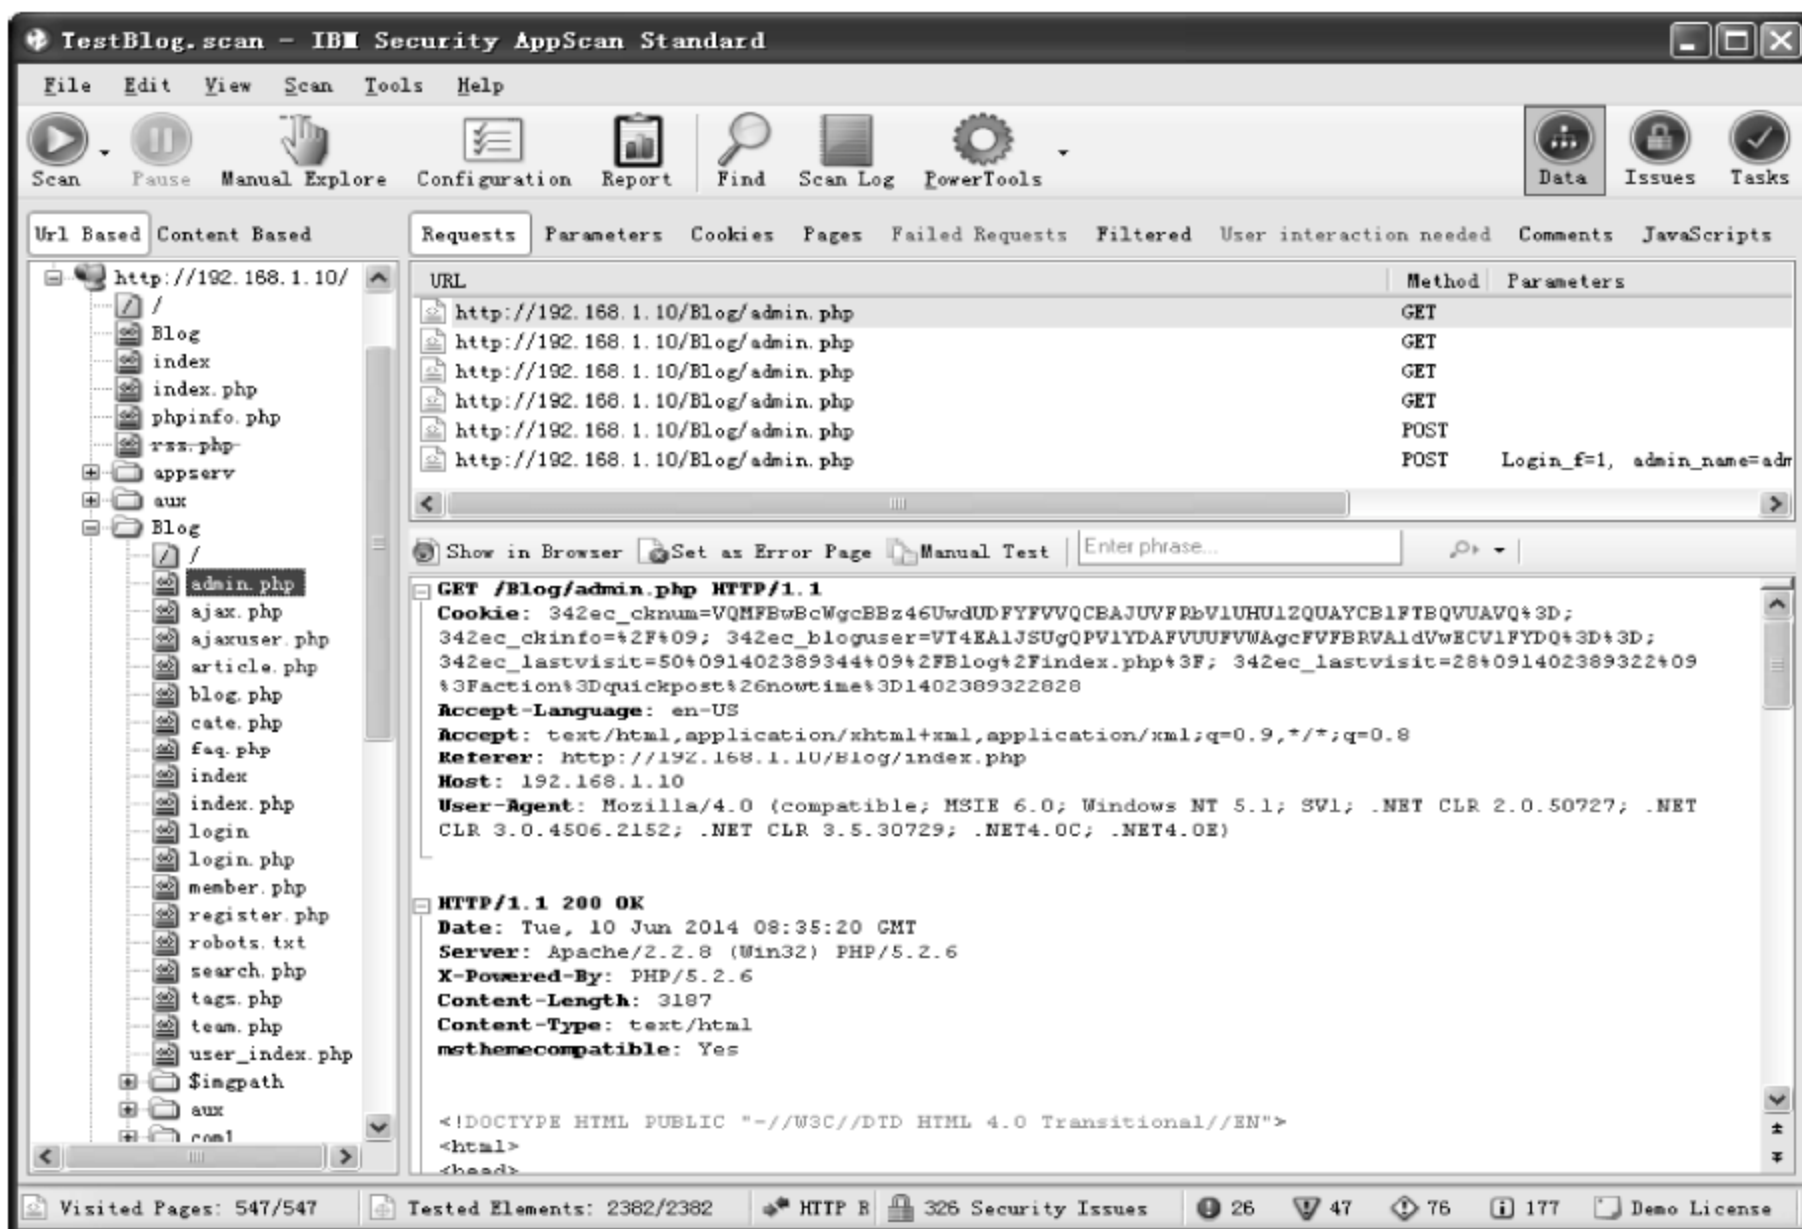 TestBlog.scan - IBM Security AppScan Standard
File Edit View Scan Tools Help
Scan Pause Manual Explore Configuration Report Find Scan Log PowerTools Data Issues Tasks
Url Based Content Based
Requests Parameters Cookies Pages Failed Requests Filtered User interaction needed Comments JavaScripts
http://192.168.1.10/
/
Blog
index
index.php
phpinfo.php
rss.php
appserv
aux
Blog
/
admin.php
ajax.php
ajaxuser.php
article.php
blog.php
cate.php
faq.php
index
index.php
login
login.php
member.php
register.php
robots.txt
search.php
tags.php
team.php
user_index.php
$imgpath
aux
com1
URL Method Parameters
http://192.168.1.10/Blog/admin.php GET
http://192.168.1.10/Blog/admin.php GET
http://192.168.1.10/Blog/admin.php GET
http://192.168.1.10/Blog/admin.php GET
http://192.168.1.10/Blog/admin.php POST
http://192.168.1.10/Blog/admin.php POST Login_f=1, admin_name=adm
Show in Browser Set as Error Page Manual Test Enter phrase...
GET /Blog/admin.php HTTP/1.1
Cookie:
342ec_ckinfo=%2F%09;
342ec_lastvisit=50%091402389344%09%2FBlog%2Findex.php%3F; 342ec_lastvisit=28%091402389322%09
%3Faction%3Dquickpost%26nowtime%3D1402389322828
Accept-Language: en-US
Accept: text/html,application/xhtml+xml,application/xml;q=0.9,*/*;q=0.8
Referer: http://192.168.1.10/Blog/index.php
Host: 192.168.1.10
User-Agent: Mozilla/4.0 (compatible; MSIE 6.0; Windows NT 5.1; SV1; .NET CLR 2.0.50727; .NET
CLR 3.0.4506.2152; .NET CLR 3.5.30729; .NET4.0C; .NET4.0E)
HTTP/1.1 200 OK
Date: Tue, 10 Jun 2014 08:35:20 GMT
Server: Apache/2.2.8 (Win32) PHP/5.2.6
X-Powered-By: PHP/5.2.6
Content-Length: 3187
Content-Type: text/html
msthemecompatible: Yes
<!DOCTYPE HTML PUBLIC "-//W3C//DTD HTML 4.0 Transitional//EN">
<html>
<head>
Visited Pages: 547/547 Tested Elements: 2382/2382 HTTP R 326 Security Issues 26 47 76 177 Demo License